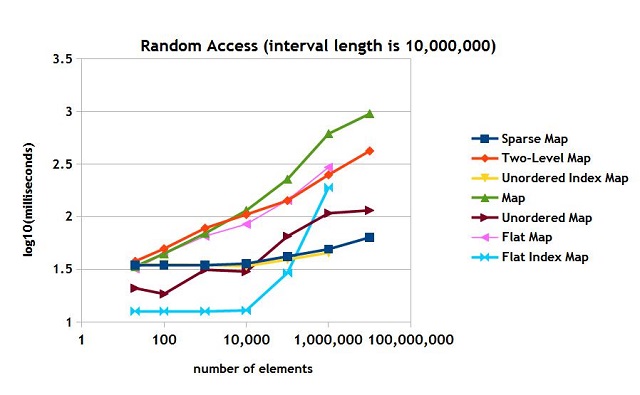 Random Access (interval length is 10,000,000)
3.5
3
2.5
2
1.5
1
log10(milliseconds)
1 100 10,000 1,000,000 100,000,000
number of elements
Sparse Map
Two-Level Map
Unordered Index Map
Map
Unordered Map
Flat Map
Flat Index Map